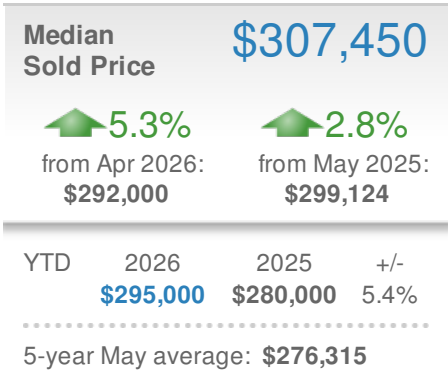 Median
Sold Price
$307,450
5.3%
from Apr 2026:
$292,000
2.8%
from May 2025:
$299,124
YTD 2026 2025 +/-
$295,000 $280,000 5.4%
5-year May average: $276,315